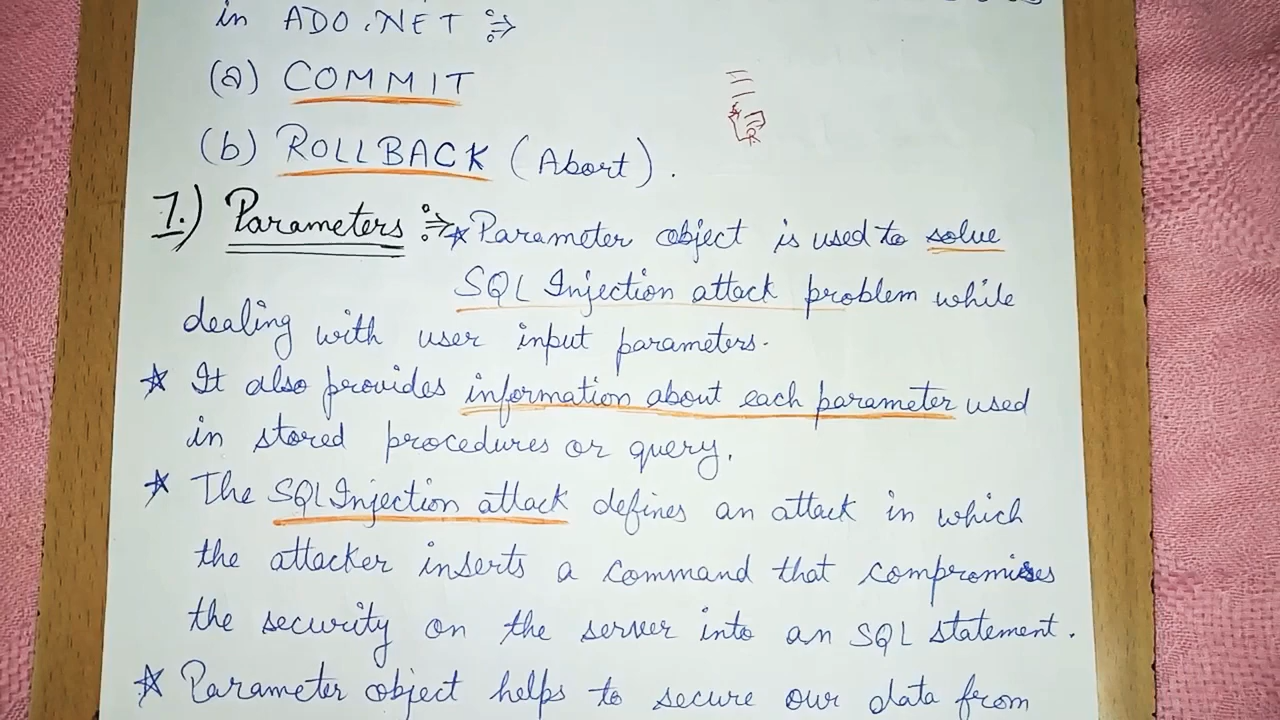 in ADO.NET :⇒
(a) COMMIT
(b) ROLLBACK (Abort).
7.) Parameters :⇒ ★ Parameter object is used to solve
SQL Injection attack problem while
dealing with user input parameters.
★ It also provides information about each parameter used
in stored procedures or query.
★ The SQL Injection attack defines an attack in which
the attacker inserts a command that compromises
the security on the server into an SQL statement.
★ Parameter object helps to secure our data from